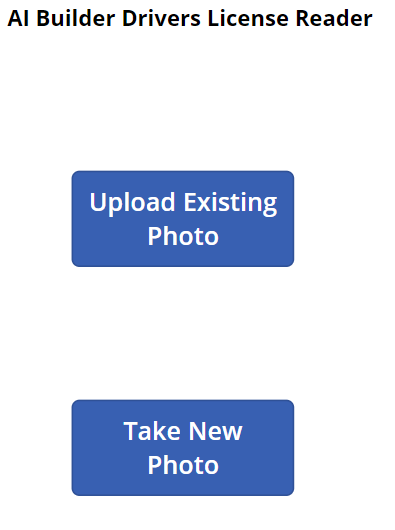 AI Builder Drivers License Reader
Upload Existing
Photo
Take New
Photo